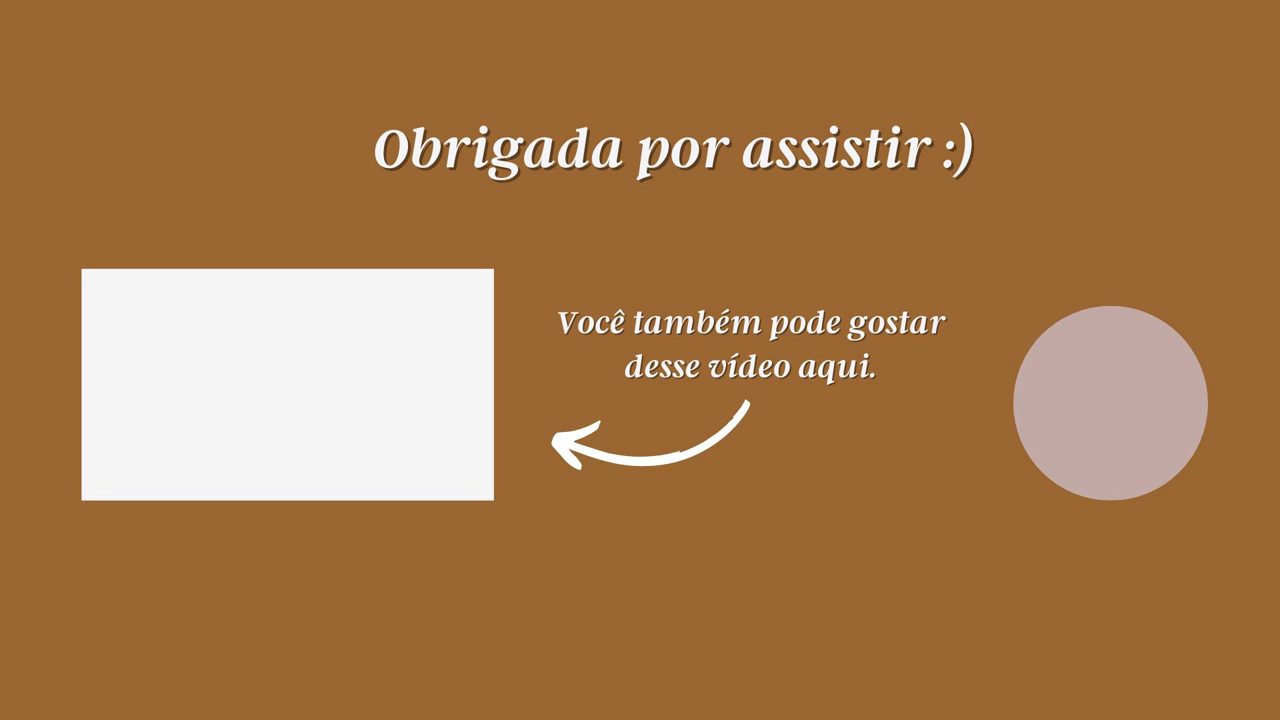 Obrigada por assistir :)
Você também pode gostar
desse vídeo aqui.